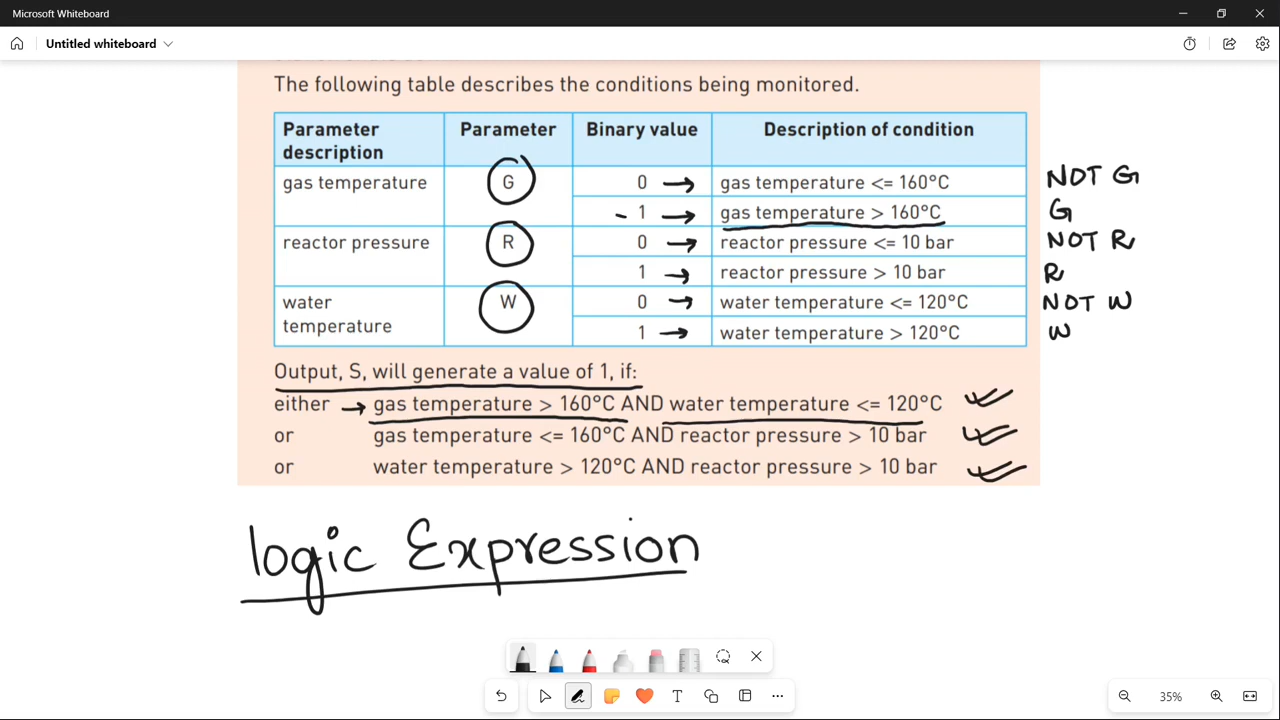 Microsoft Whiteboard
Untitled whiteboard
The following table describes the conditions being monitored.
Parameter description Parameter Binary value Description of condition
gas temperature G 0 → gas temperature <= 160°C NOT G
- 1 → gas temperature > 160°C G
reactor pressure R 0 → reactor pressure <= 10 bar NOT R
1 → reactor pressure > 10 bar R
water temperature W 0 → water temperature <= 120°C NOT W
1 → water temperature > 120°C W
Output, S, will generate a value of 1, if:
either → gas temperature > 160°C AND water temperature <= 120°C
or gas temperature <= 160°C AND reactor pressure > 10 bar
or water temperature > 120°C AND reactor pressure > 10 bar
logic Expression
35%